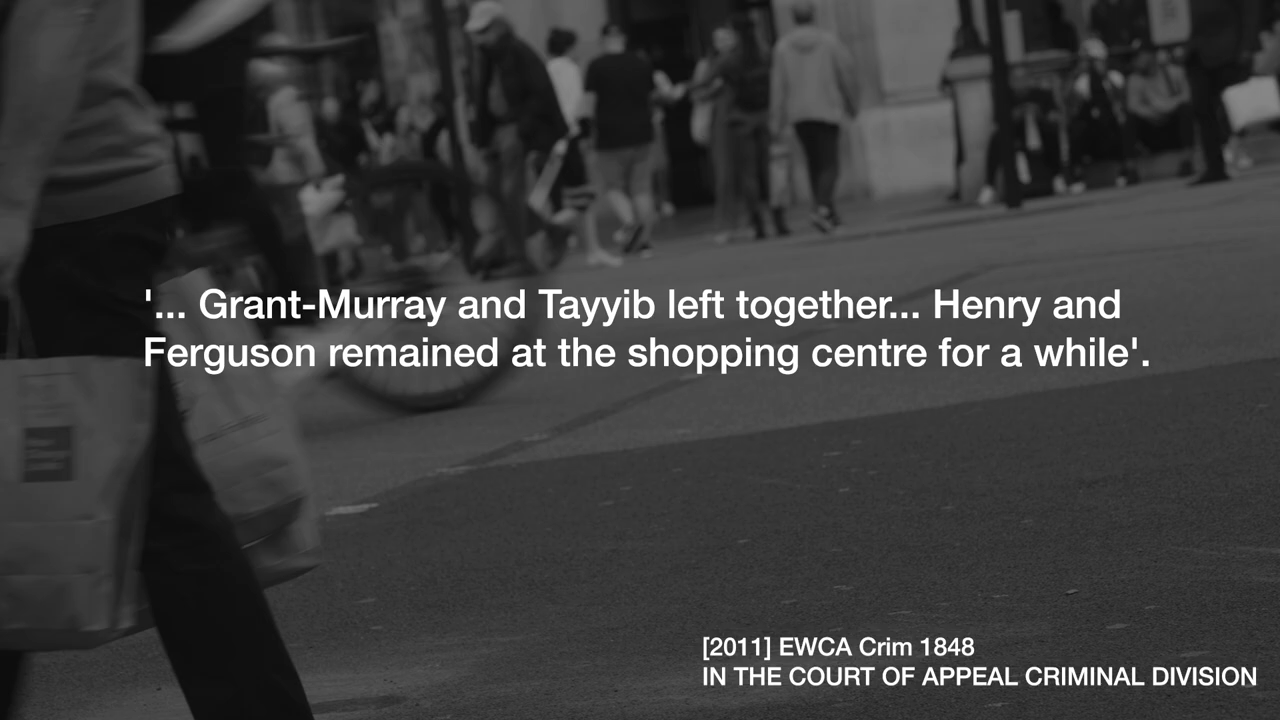 '... Grant-Murray and Tayyib left together... Henry and
Ferguson remained at the shopping centre for a while'.
[2011] EWCA Crim 1848
IN THE COURT OF APPEAL CRIMINAL DIVISION